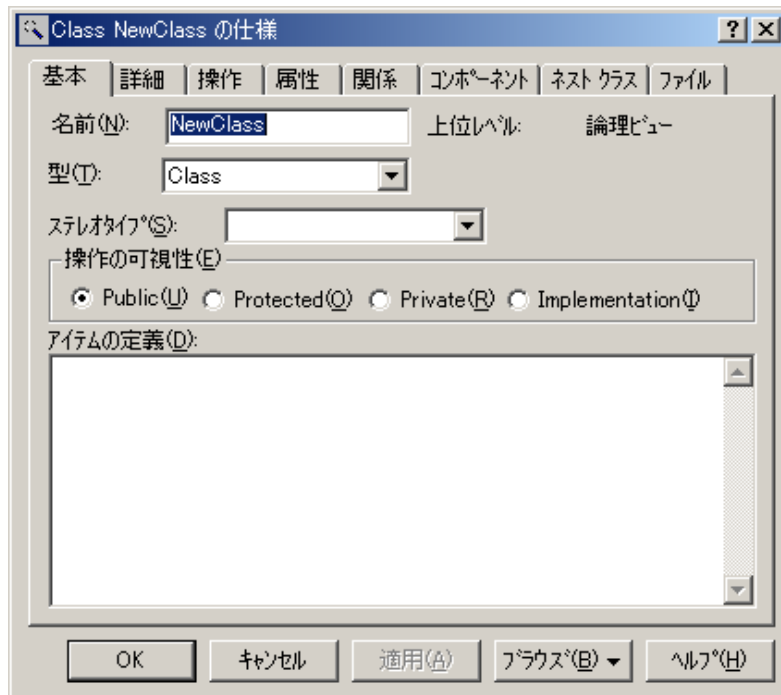 Class NewClass の仕様
基本 詳細 操作 属性 関係 ｺﾝﾎﾟｰﾈﾝﾄ ﾈｽﾄ ｸﾗｽ ﾌｧｲﾙ
名前(N): NewClass 上位ﾚﾍﾞﾙ: 論理ﾋﾞｭｰ
型(T): Class
ｽﾃﾚｵﾀｲﾌﾟ(S):
操作の可視性(E)
Public(U) Protected(O) Private(R) Implementation(I)
ｱｲﾃﾑの定義(D):
OK ｷｬﾝｾﾙ 適用(A) ﾌﾞﾗｳｽﾞ(B) ﾍﾙﾌﾟ(H)